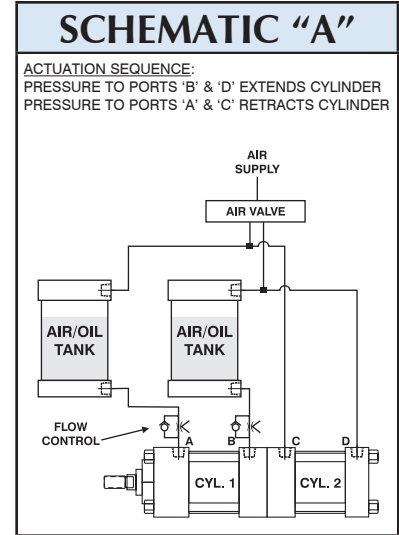 SCHEMATIC “A”
ACTUATION SEQUENCE:
PRESSURE TO PORTS ‘B’ & ‘D’ EXTENDS CYLINDER
PRESSURE TO PORTS ‘A’ & ‘C’ RETRACTS CYLINDER
AIR
SUPPLY
AIR VALVE
AIR/OIL
TANK
AIR/OIL
TANK
FLOW
CONTROL
A
B
C
D
CYL. 1
CYL. 2